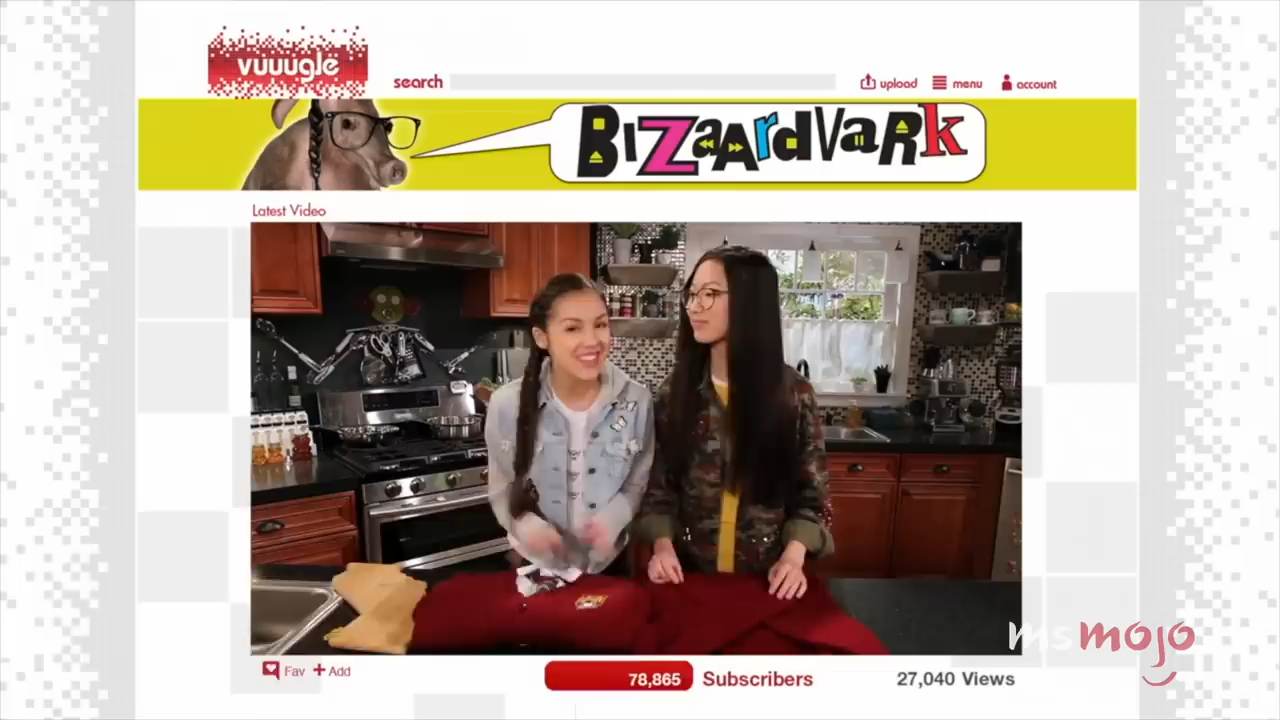 vuuugle
search
upload
menu
account
BizaardvaRk
Latest Video
Fav
Add
78,865 Subscribers
27,040 Views
msmojo